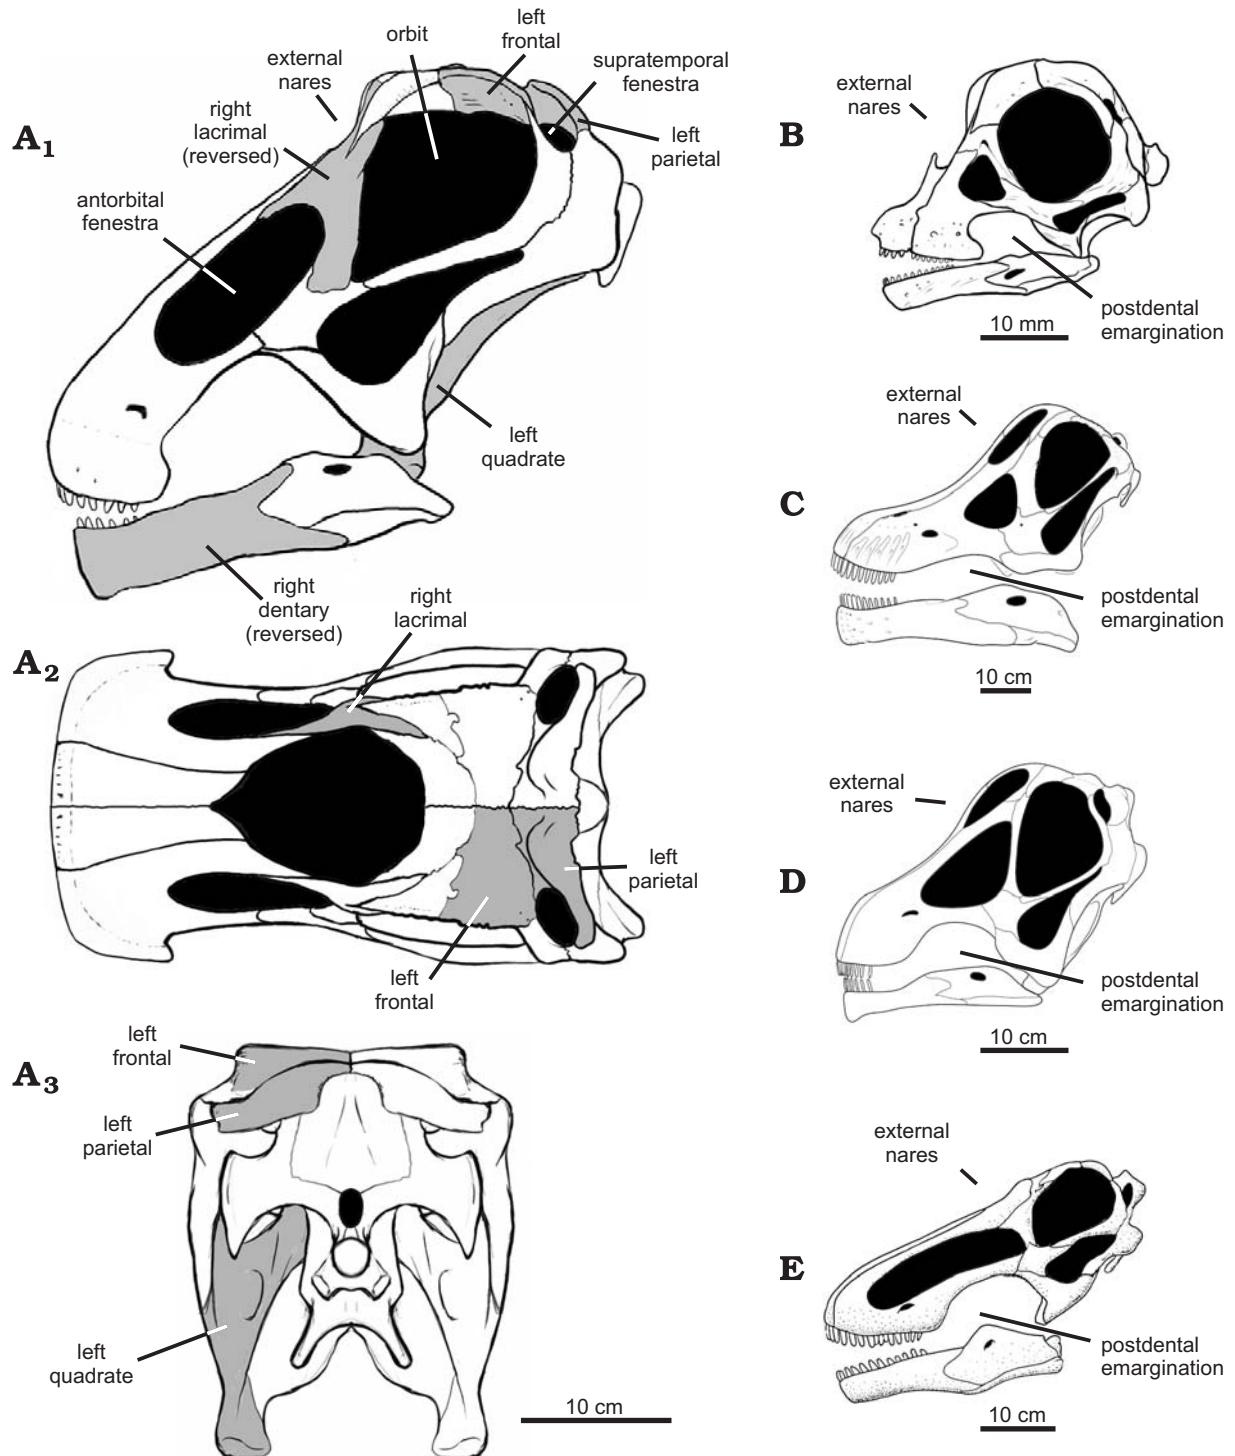 A1
external
nares
orbit
left
frontal
supratemporal
fenestra
right
lacrimal
(reversed)
left
parietal
antorbital
fenestra
left
quadrate
right
dentary
(reversed)
A2
right
lacrimal
left
parietal
left
frontal
A3
left
frontal
left
parietal
left
quadrate
10 cm
B
external
nares
postdental
emargination
10 mm
C
external
nares
postdental
emargination
10 cm
D
external
nares
postdental
emargination
10 cm
E
external
nares
postdental
emargination
10 cm